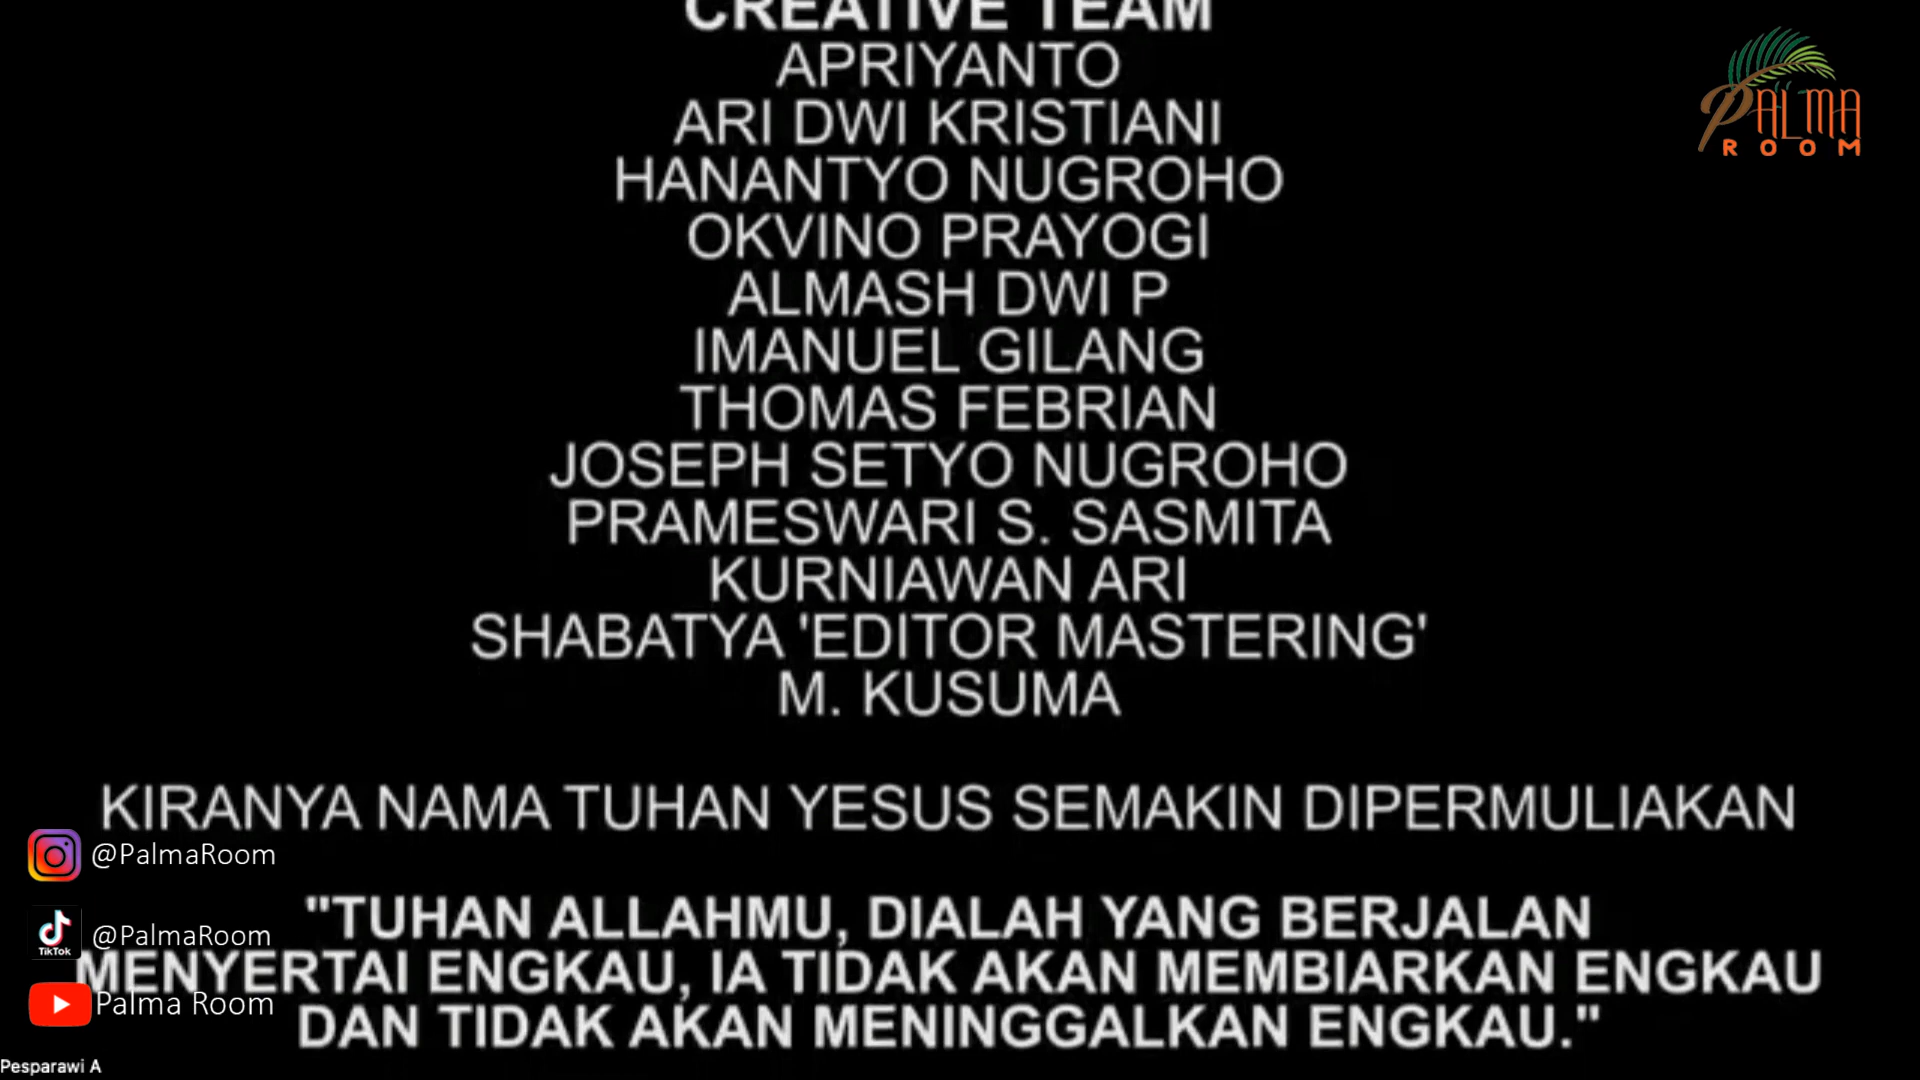 CREATIVE TEAM
APRIYANTO
ARI DWI KRISTIANI
HANANTYO NUGROHO
OKVINO PRAYOGI
ALMASH DWI P
IMANUEL GILANG
THOMAS FEBRIAN
JOSEPH SETYO NUGROHO
PRAMESWARI S. SASMITA
KURNIAWAN ARI
SHABATYA 'EDITOR MASTERING'
M. KUSUMA
KIRANYA NAMA TUHAN YESUS SEMAKIN DIPERMULIAKAN
"TUHAN ALLAHMU, DIALAH YANG BERJALAN
MENYERTAI ENGKAU, IA TIDAK AKAN MEMBIARKAN ENGKAU
DAN TIDAK AKAN MENINGGALKAN ENGKAU."
PALMA
ROOM
@PalmaRoom
TikTok
@PalmaRoom
Palma Room
Pesparawi A